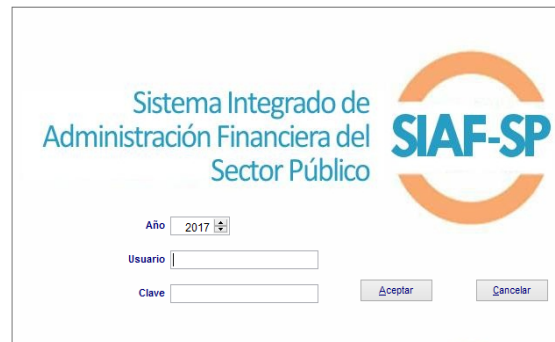 Sistema Integrado de
Administración Financiera del
Sector Público
SIAF-SP
Año 2017
Usuario
Clave
Aceptar Cancelar